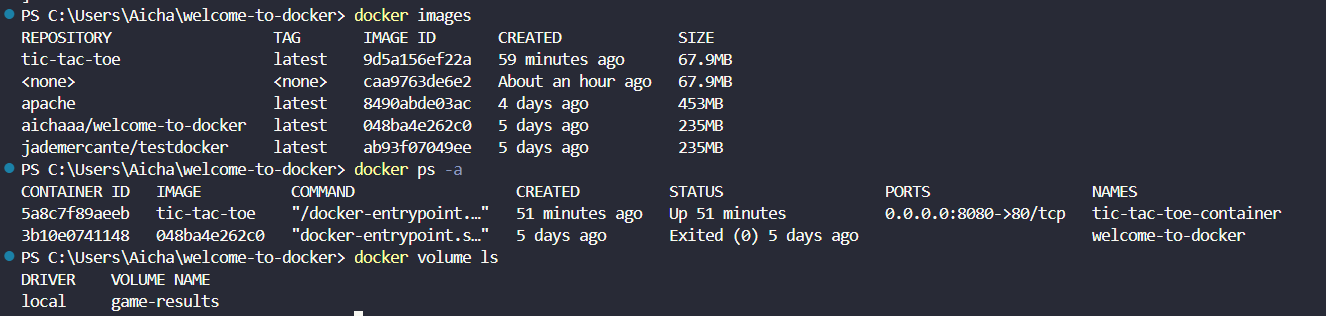 PS C:\Users\Aicha\welcome-to-docker> docker images
REPOSITORY TAG IMAGE ID CREATED SIZE
tic-tac-toe latest 9d5a156ef22a 59 minutes ago 67.9MB
<none> <none> caa9763de6e2 About an hour ago 67.9MB
apache latest 8490abde03ac 4 days ago 453MB
aichaaa/welcome-to-docker latest 048ba4e262c0 5 days ago 235MB
jademercante/testdocker latest ab93f07049ee 5 days ago 235MB
PS C:\Users\Aicha\welcome-to-docker> docker ps -a
CONTAINER ID IMAGE COMMAND CREATED STATUS PORTS NAMES
5a8c7f89aeeb tic-tac-toe "/docker-entrypoint.…" 51 minutes ago Up 51 minutes 0.0.0.0:8080->80/tcp tic-tac-toe-container
3b10e0741148 048ba4e262c0 "docker-entrypoint.s…" 5 days ago Exited (0) 5 days ago welcome-to-docker
PS C:\Users\Aicha\welcome-to-docker> docker volume ls
DRIVER VOLUME NAME
local game-results